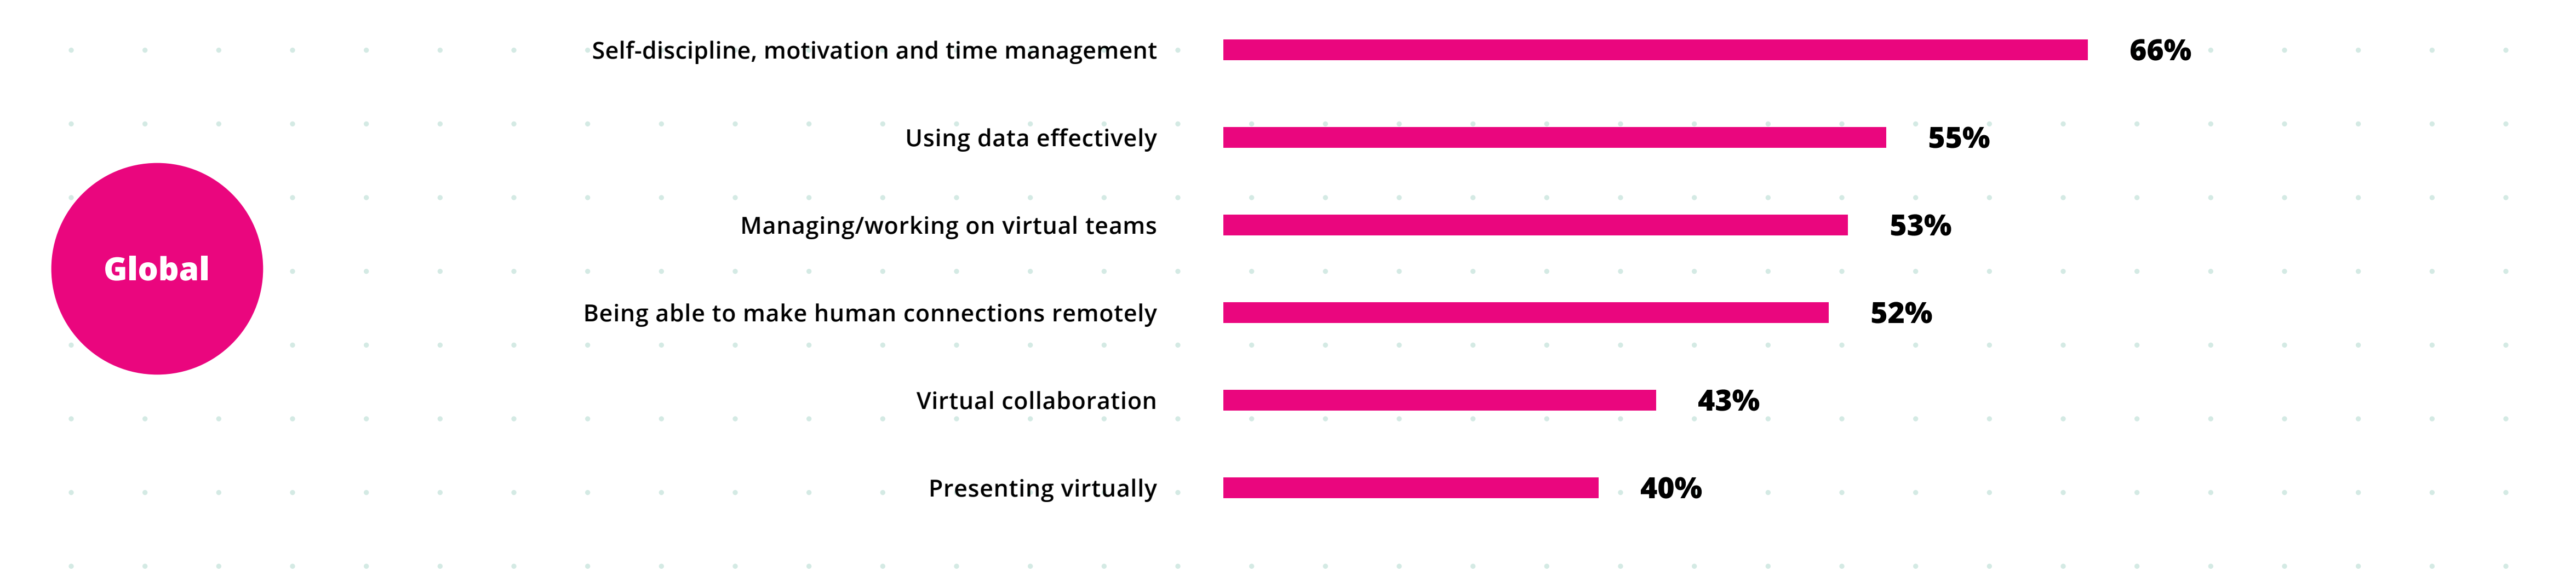 Global
Self-discipline, motivation and time management 66%
Using data effectively 55%
Managing/working on virtual teams 53%
Being able to make human connections remotely 52%
Virtual collaboration 43%
Presenting virtually 40%